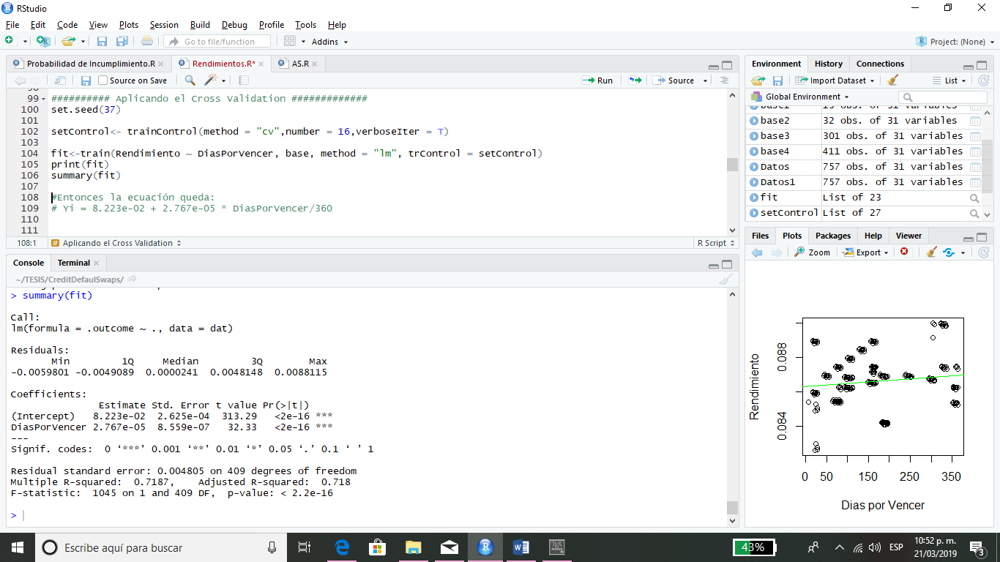 RStudio
File Edit Code View Plots Session Build Debug Profile Tools Help
Go to file/function Addins Project: (None)
Probabilidad de Incumplimiento.R Rendimientos.R* AS.R
Source on Save Run Source
98
99 ########## Aplicando el Cross Validation #############
100 set.seed(37)
101
102 setControl<- trainControl(method = "cv",number = 16,verboseIter = T)
103
104 fit<-train(Rendimiento ~ DiasPorVencer, base, method = "lm", trControl = setControl)
105 print(fit)
106 summary(fit)
107
108 #Entonces la ecuación queda:
109 # Yi = 8.223e-02 + 2.767e-05 * DiasPorVencer/360
110
111
108:1 # Aplicando el Cross Validation R Script
Console Terminal
~/TESIS/CreditDefaulSwaps/
> summary(fit)
Call:
lm(formula = .outcome ~ ., data = dat)
Residuals:
Min 1Q Median 3Q Max
-0.0059801 -0.0049089 0.0000241 0.0048148 0.0088115
Coefficients:
Estimate Std. Error t value Pr(>|t|)
(Intercept) 8.223e-02 2.625e-04 313.29 <2e-16 ***
DiasPorVencer 2.767e-05 8.559e-07 32.33 <2e-16 ***
---
Signif. codes: 0 ‘***’ 0.001 ‘**’ 0.01 ‘*’ 0.05 ‘.’ 0.1 ‘ ’ 1
Residual standard error: 0.004805 on 409 degrees of freedom
Multiple R-squared: 0.7187, Adjusted R-squared: 0.718
F-statistic: 1045 on 1 and 409 DF, p-value: < 2.2e-16
>
Environment History Connections
Import Dataset List
Global Environment
base2 32 obs. of 31 variables
base3 301 obs. of 31 variables
base4 411 obs. of 31 variables
Datos 757 obs. of 31 variables
Datos1 757 obs. of 31 variables
fit List of 23
setControl List of 27
Files Plots Packages Help Viewer
Zoom Export
0.088
Rendimiento
0.084
0 50 150 250 350
Dias por Vencer
Escribe aquí para buscar
43%
ESP
10:52 p. m.
21/03/2019
3